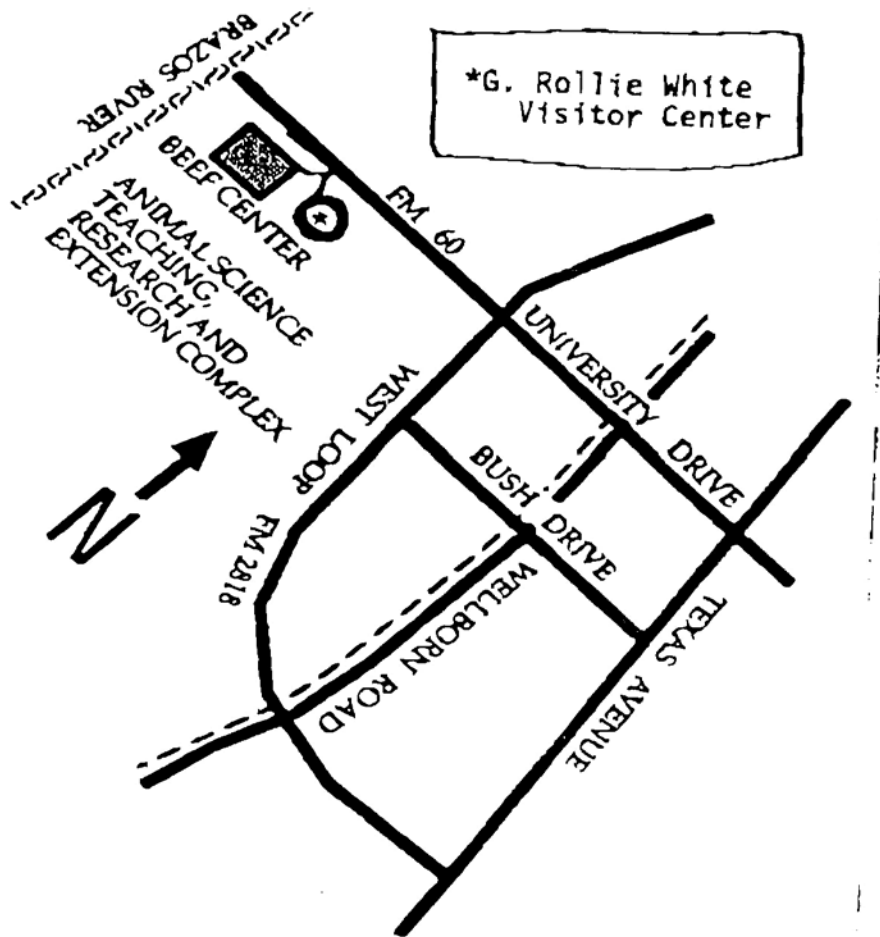 *G. Rollie White
Visitor Center
BRAZOS RIVER
BEEF CENTER
*
ANIMAL SCIENCE
TEACHING,
RESEARCH AND
EXTENSION COMPLEX
FM 60
UNIVERSITY DRIVE
WEST LOOP
FM 2818
BUSH DRIVE
WELLBORN ROAD
TEXAS AVENUE
N